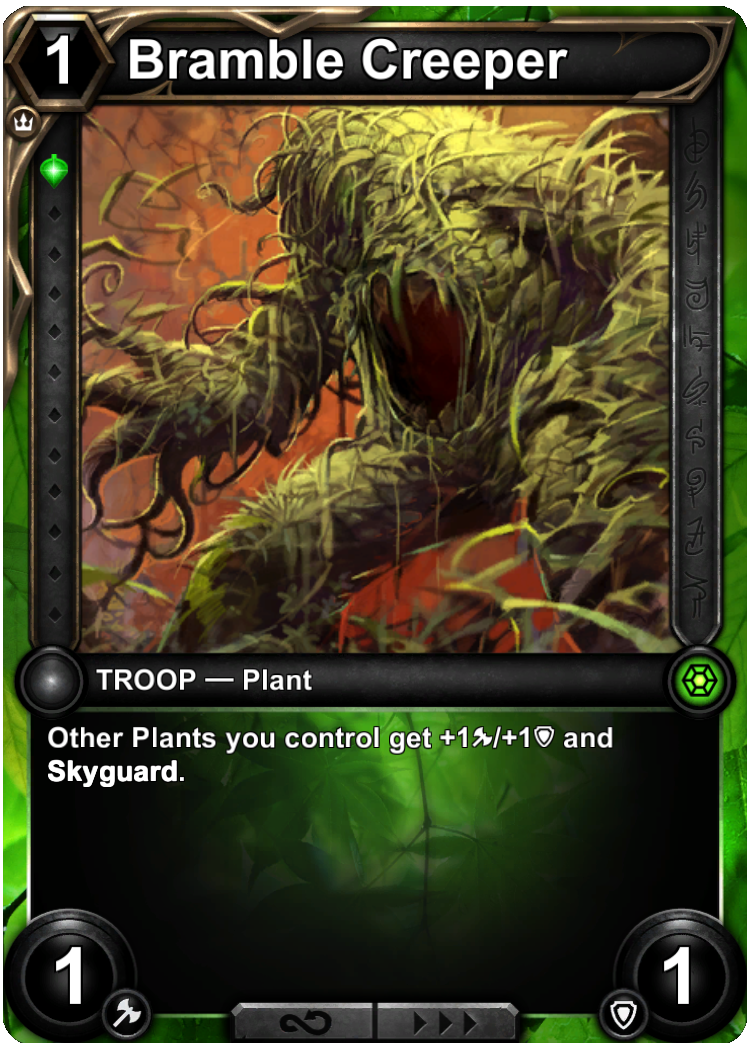 1 Bramble Creeper
TROOP — Plant
Other Plants you control get +1/+1 and
Skyguard.
1 1